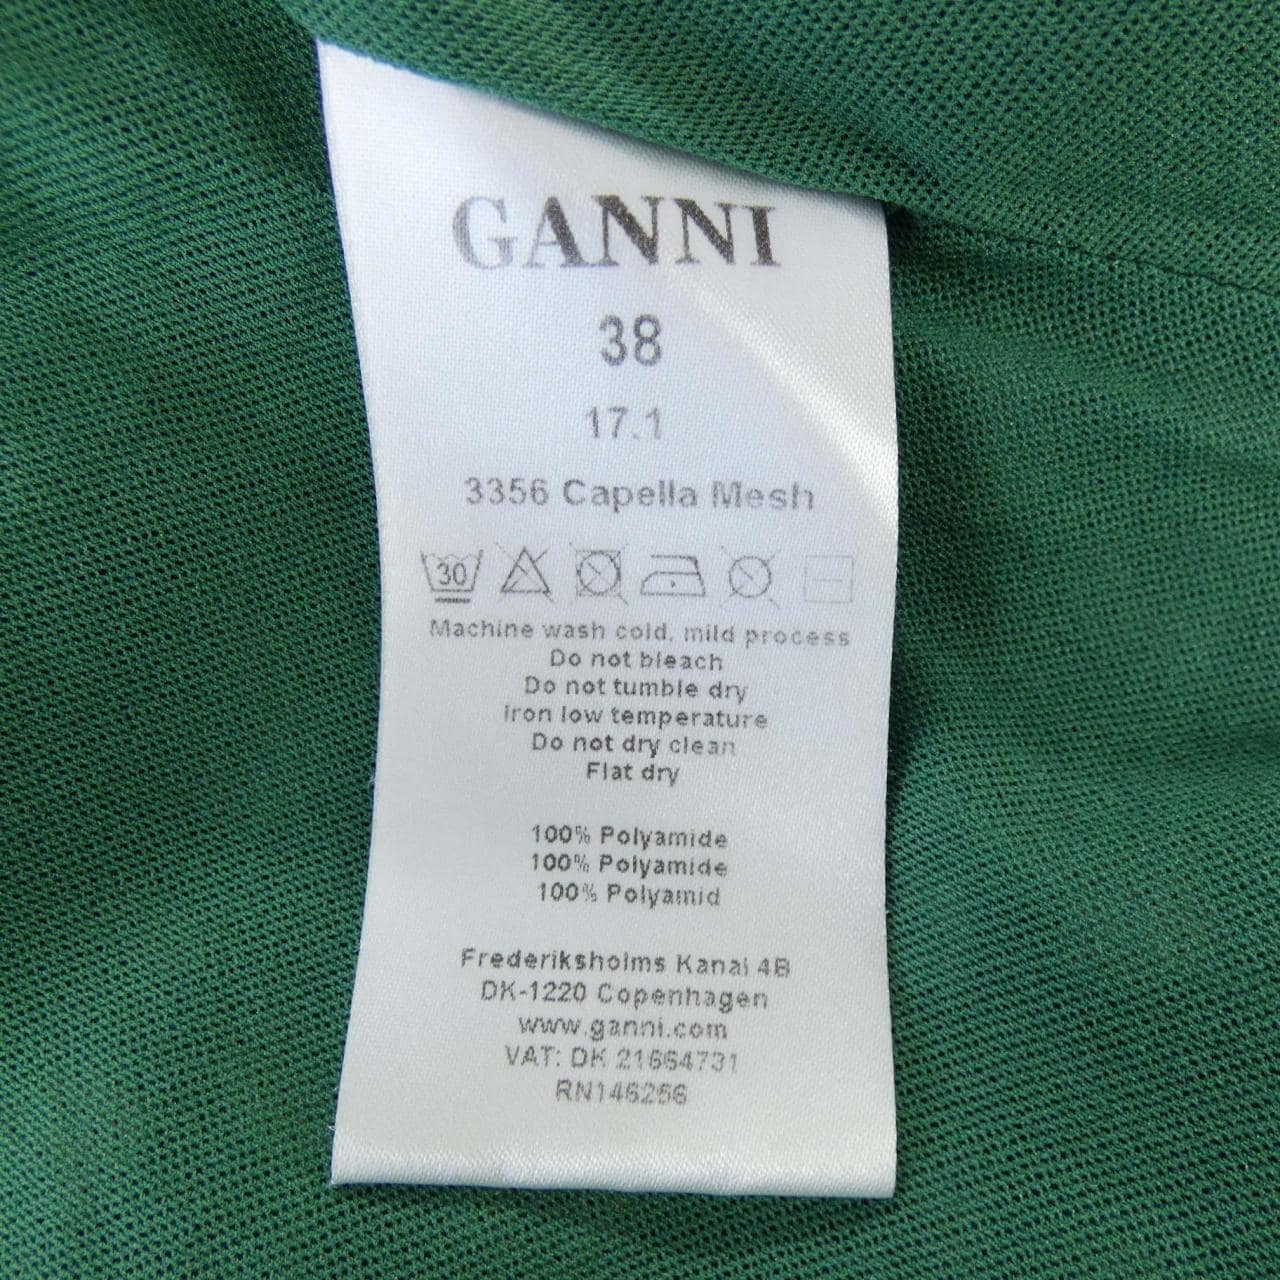 GANNI
38
17.1
3356 Capella Mesh
30
Machine wash cold, mild process
Do not bleach
Do not tumble dry
Iron low temperature
Do not dry clean
Flat dry
100% Polyamide
100% Polyamide
100% Polyamid
Frederiksholms Kanal 4B
DK-1220 Copenhagen
www.ganni.com
VAT: DK 21664731
RN146256